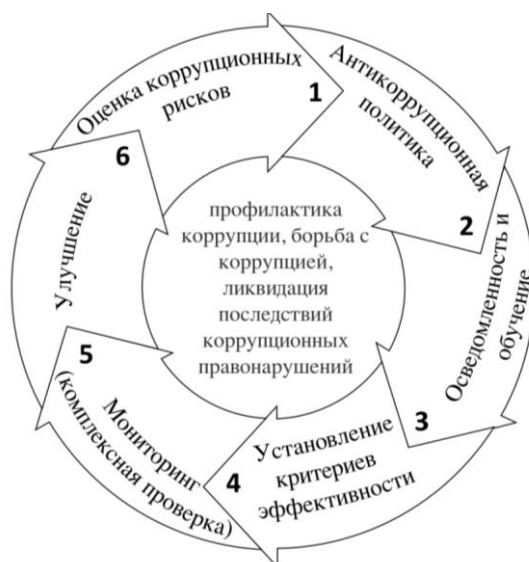 Оценка коррупционных
рисков
1
Антикоррупционная
политика
2
Осведомленность и
обучение
3
Установление
критериев
эффективности
4
Мониторинг
(комплексная проверка)
5
Улучшение
6
профилактика
коррупции, борьба с
коррупцией,
ликвидация
последствий
коррупционных
правонарушений